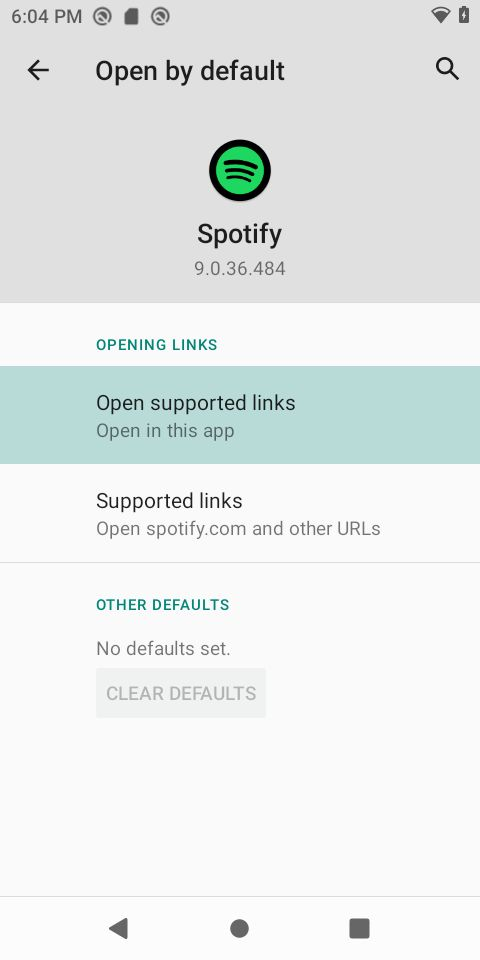 6:04 PM
Open by default
Spotify
9.0.36.484
OPENING LINKS
Open supported links
Open in this app
Supported links
Open spotify.com and other URLs
OTHER DEFAULTS
No defaults set.
CLEAR DEFAULTS